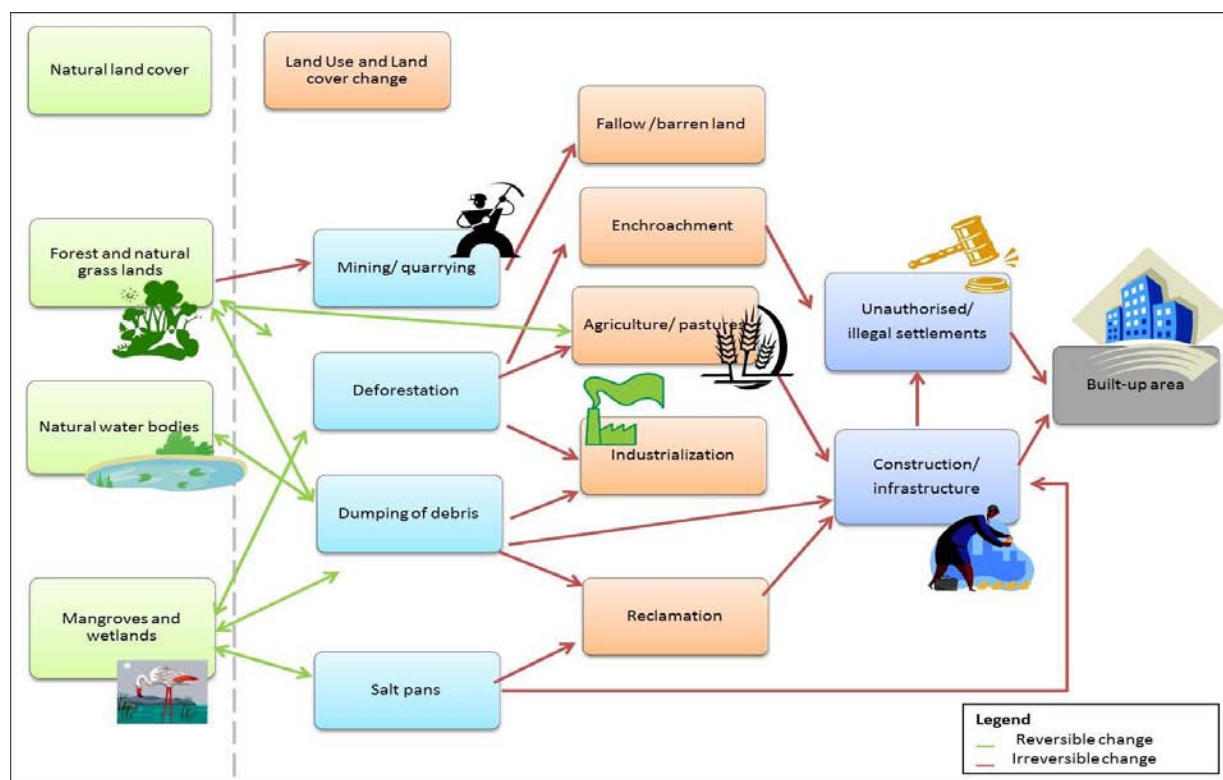 Natural land cover
Land Use and Land
cover change
Fallow /barren land
Enchroachment
Forest and natural
grass lands
Mining/ quarrying
Unauthorised/
illegal settlements
Agriculture/ pastures
Deforestation
Built-up area
Natural water bodies
Industrialization
Construction/
infrastructure
Dumping of debris
Mangroves and
wetlands
Reclamation
Salt pans
Legend
Reversible change
Irreversible change